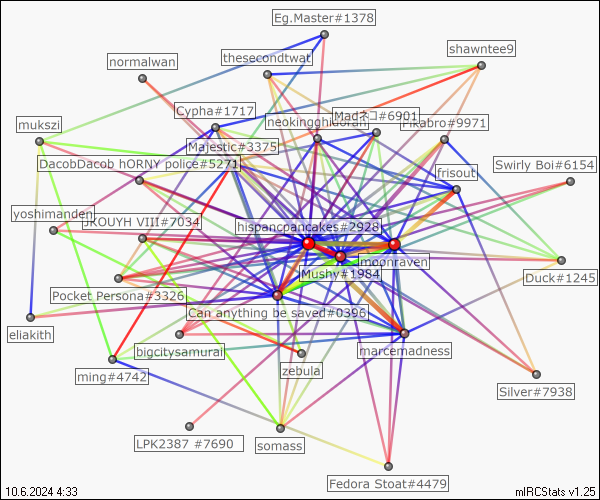 Eg.Master#1378
shawntee9
thesecondtwat
normalwan
Cypha#1717
Madネコ#6901
neokingghidorah
Pikabro#9971
mukszi
Majestic#3375
DacobDacob hORNY police#5271
Swirly Boi#6154
frisout
yoshimanden
JKOUYH VIII#7034
hispancpancakes#2928
moonraven
Mushy#1984
Duck#1245
Pocket Persona#3326
Can anything be saved#0396
eliakith
bigcitysamurai
marcemadness
zebula
ming#4742
Silver#7938
LPK2387 #7690
somass
Fedora Stoat#4479
10.6.2024 4:33
mIRCStats v1.25